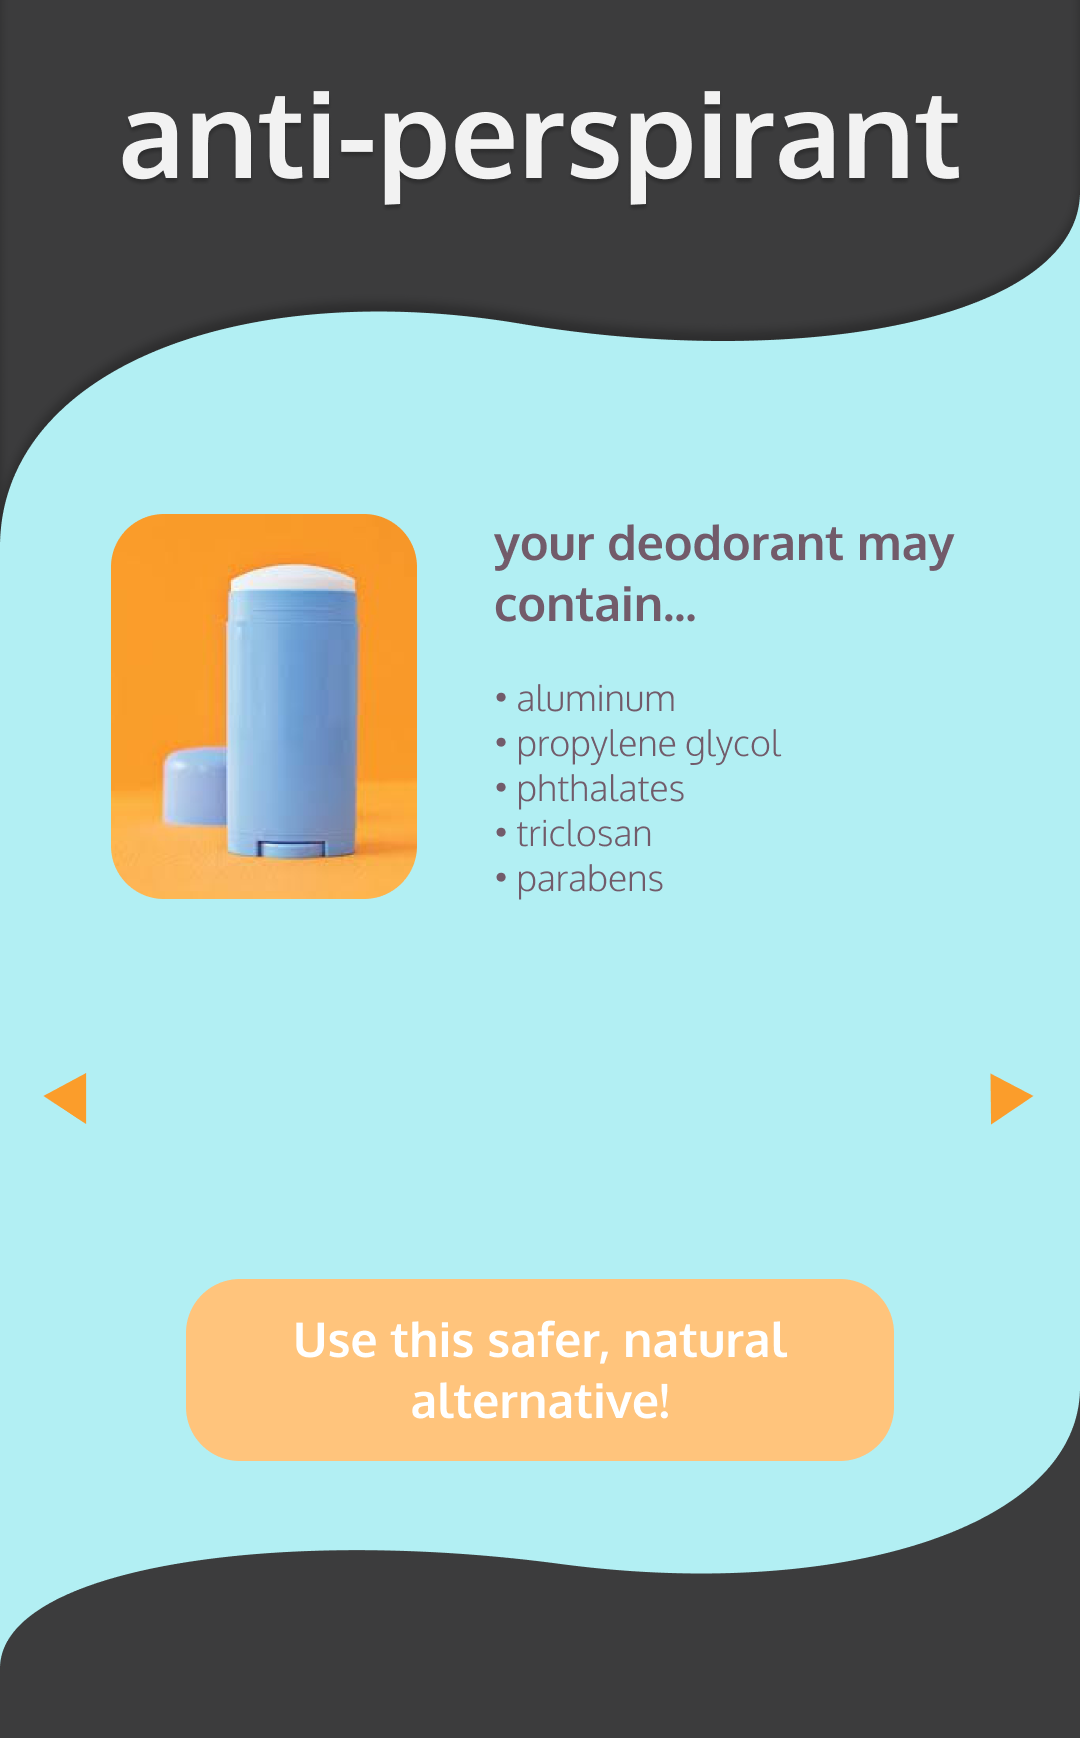 anti-perspirant
your deodorant may
contain...
• aluminum
• propylene glycol
• phthalates
• triclosan
• parabens
Use this safer, natural
alternative!